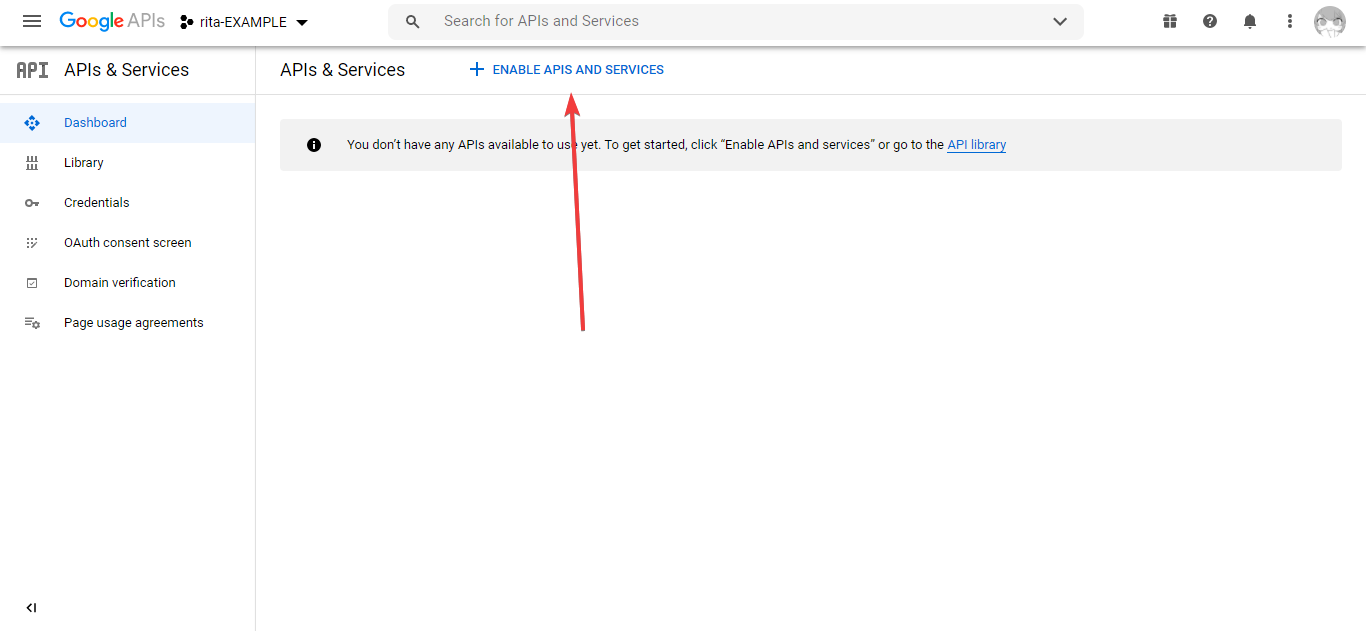 Google APIs
rita-EXAMPLE
Search for APIs and Services
API
APIs & Services
APIs & Services
ENABLE APIS AND SERVICES
Dashboard
Library
Credentials
OAuth consent screen
Domain verification
Page usage agreements
You don’t have any APIs available to use yet. To get started, click “Enable APIs and services” or go to the API library